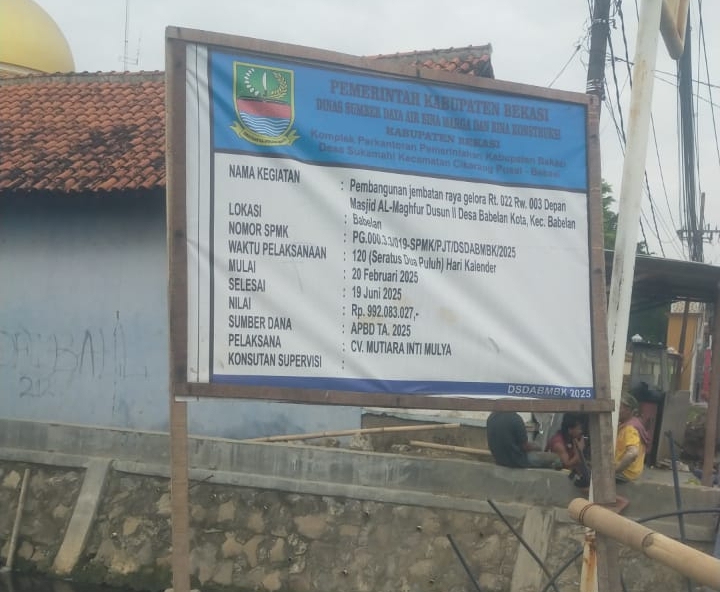 PEMERINTAH KABUPATEN BEKASI
DINAS SUMBER DAYA AIR BINA MARGA DAN BINA KONSTRUKSI
KABUPATEN BEKASI
Komplek Perkantoran Pemerintahan Kabupaten Bekasi
Desa Sukamahi Kecamatan Cikarang Pusat - Bekasi
NAMA KEGIATAN : Pembangunan jembatan raya gelora Rt. 022 Rw. 003 Depan
Masjid AL-Maghfur Dusun II Desa Babelan Kota, Kec. Babelan
LOKASI : Babelan
NOMOR SPMK : PG.000.3.3/019-SPMK/PJT/DSDABMBK/2025
WAKTU PELAKSANAAN : 120 (Seratus Dua Puluh) Hari Kalender
MULAI : 20 Februari 2025
SELESAI : 19 Juni 2025
NILAI : Rp. 992.083.027,-
SUMBER DANA : APBD TA. 2025
PELAKSANA : CV. MUTIARA INTI MULYA
KONSUTAN SUPERVISI :
DSDABMBK 2025